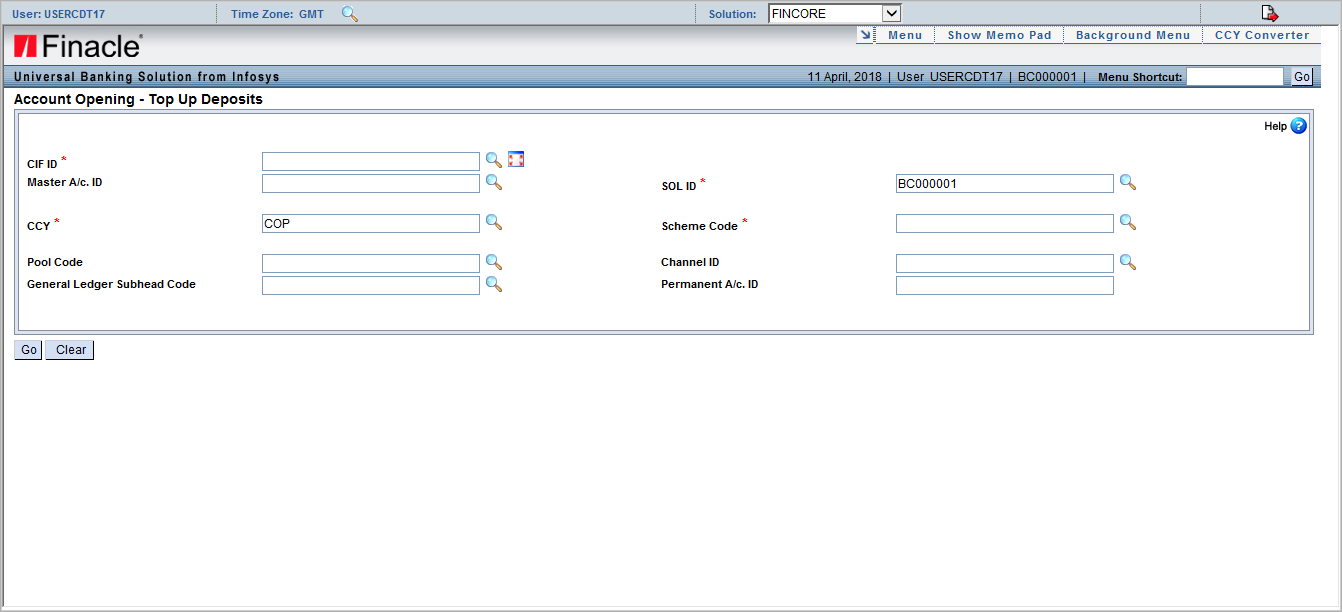 User: USERCDT17 Time Zone: GMT Solution: FINCORE
Finacle Menu Show Memo Pad Background Menu CCY Converter
Universal Banking Solution from Infosys 11 April, 2018 | User USERCDT17 | BC000001 | Menu Shortcut: Go
Account Opening - Top Up Deposits
Help ?
CIF ID *
Master A/c. ID SOL ID * BC000001
CCY * COP Scheme Code *
Pool Code Channel ID
General Ledger Subhead Code Permanent A/c. ID
Go Clear